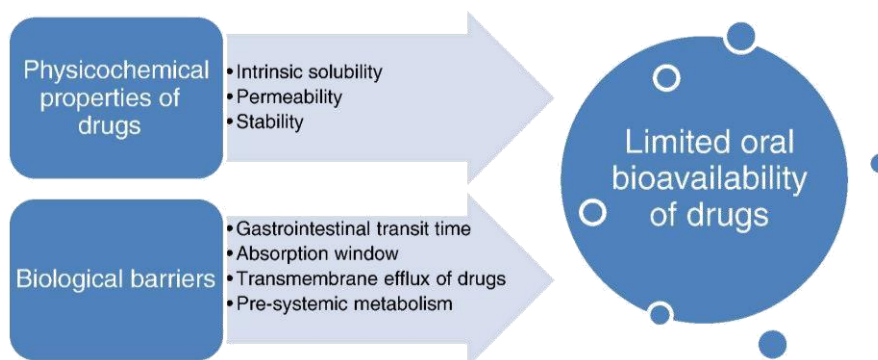 Physicochemical
properties of
drugs
•Intrinsic solubility
•Permeability
•Stability
Biological barriers
•Gastrointestinal transit time
•Absorption window
•Transmembrane efflux of drugs
•Pre-systemic metabolism
Limited oral
bioavailability
of drugs